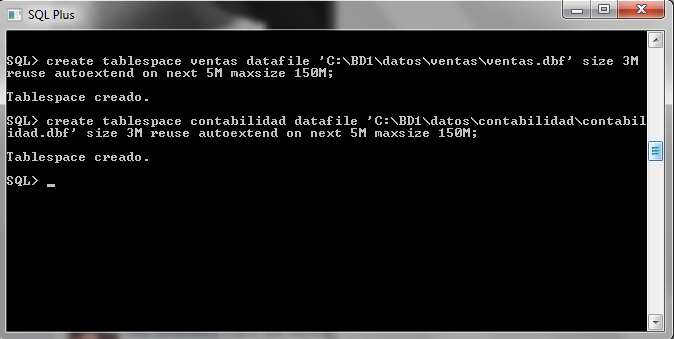 SQL Plus
SQL> create tablespace ventas datafile 'C:\BD1\datos\ventas\ventas.dbf' size 3M
reuse autoextend on next 5M maxsize 150M;
Tablespace creado.
SQL> create tablespace contabilidad datafile 'C:\BD1\datos\contabilidad\contabil
idad.dbf' size 3M reuse autoextend on next 5M maxsize 150M;
Tablespace creado.
SQL> _